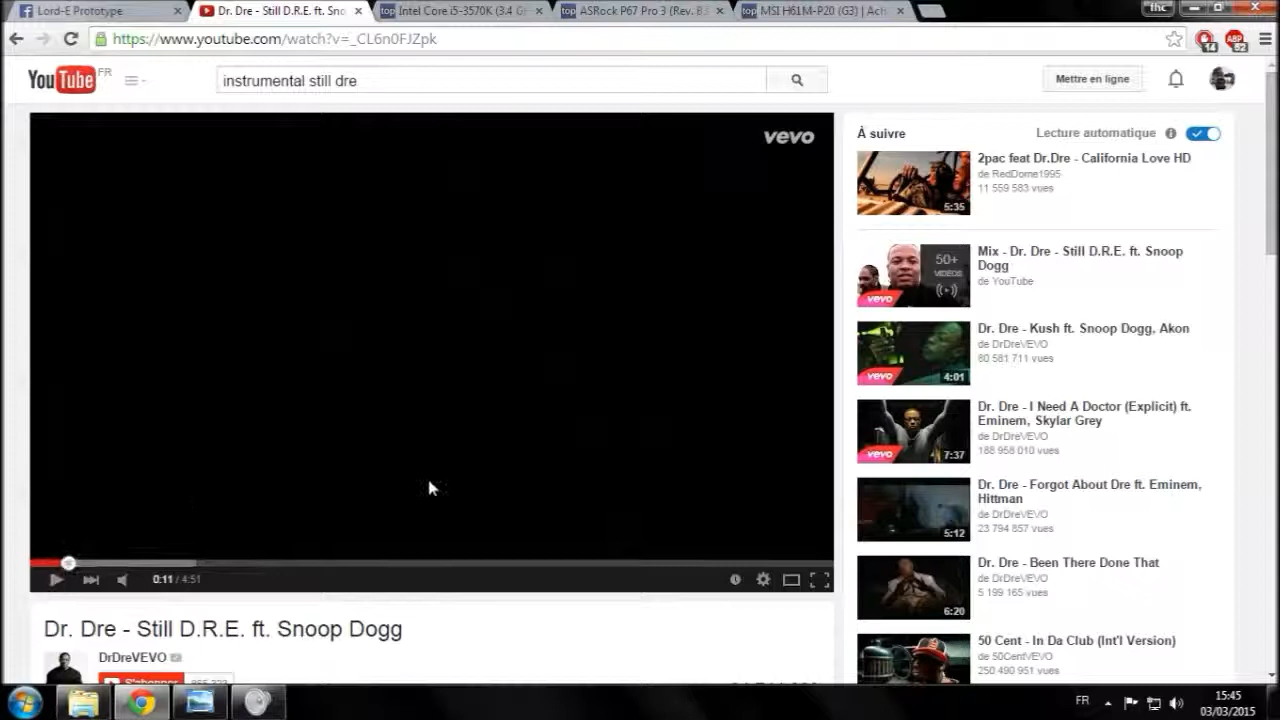 Lord-E Prototype
Dr. Dre - Still D.R.E. ft. Sno
Intel Core i5-3570K (3.4 G
ASRock P67 Pro 3 (Rev. B3
MSI H61M-P20 (G3) | Ach
lhc
https://www.youtube.com/watch?v=_CL6n0FJZpk
14
ABP
52
YouTube FR
instrumental still dre
Mettre en ligne
vevo
À suivre
Lecture automatique
2pac feat Dr.Dre - California Love HD
de RedDome1995
11 559 583 vues
5:35
Mix - Dr. Dre - Still D.R.E. ft. Snoop
Dogg
de YouTube
50+
VIDÉOS
vevo
Dr. Dre - Kush ft. Snoop Dogg, Akon
de DrDreVEVO
80 581 711 vues
vevo
4:01
Dr. Dre - I Need A Doctor (Explicit) ft.
Eminem, Skylar Grey
de DrDreVEVO
188 958 010 vues
vevo
7:37
Dr. Dre - Forgot About Dre ft. Eminem,
Hittman
de DrDreVEVO
23 794 857 vues
5:12
Dr. Dre - Been There Done That
de DrDreVEVO
5 199 165 vues
6:20
50 Cent - In Da Club (Int'l Version)
de 50CentVEVO
250 490 951 vues
0:11 / 4:51
Dr. Dre - Still D.R.E. ft. Snoop Dogg
DrDreVEVO
S'abonner
FR
15:45
03/03/2015